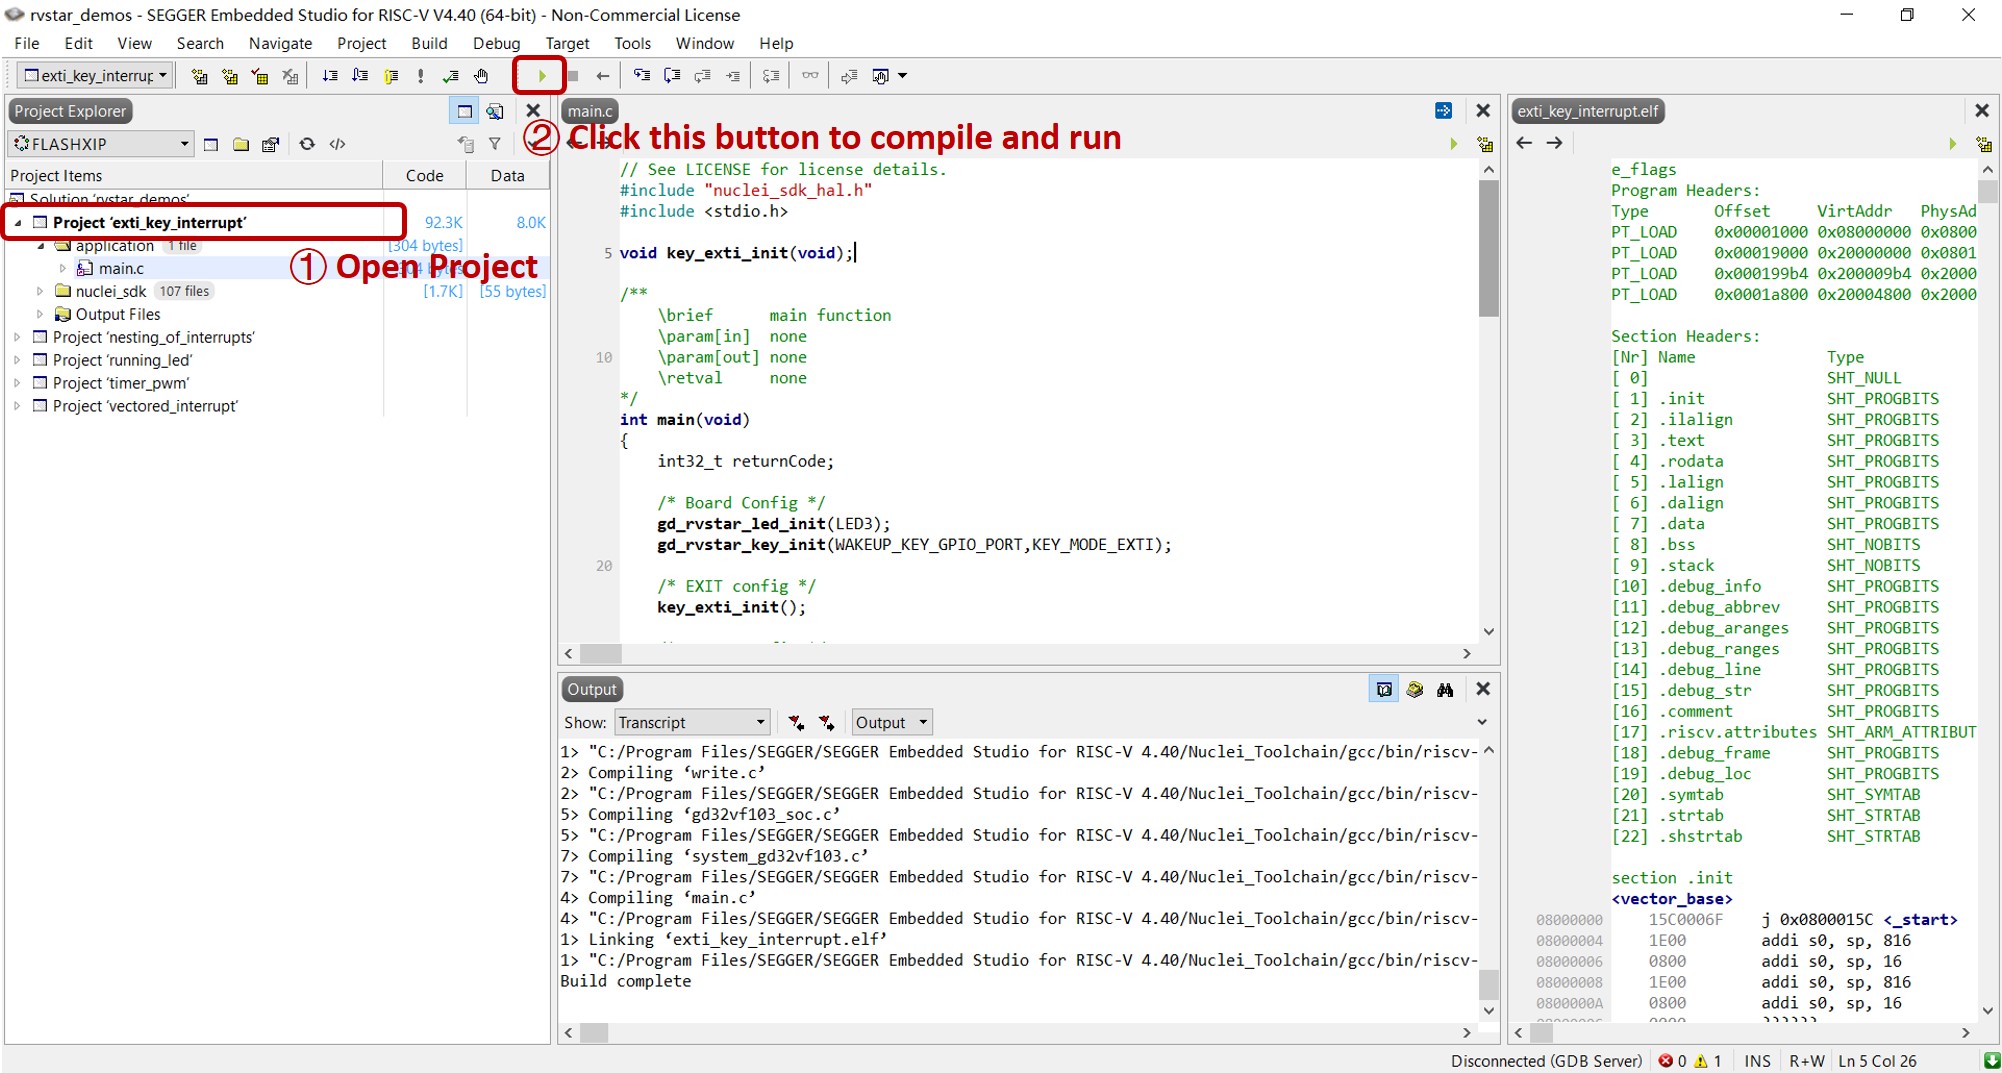 rvstar_demos - SEGGER Embedded Studio for RISC-V V4.40 (64-bit) - Non-Commercial License
File Edit View Search Navigate Project Build Debug Target Tools Window Help
exti_key_interrup
Project Explorer
FLASHXIP
Project Items Code Data
Solution 'rvstar_demos'
Project 'exti_key_interrupt' 92.3K 8.0K
application 1 file [304 bytes]
main.c
nuclei_sdk 107 files [1.7K] [55 bytes]
Output Files
Project 'nesting_of_interrupts'
Project 'running_led'
Project 'timer_pwm'
Project 'vectored_interrupt'
① Open Project
② Click this button to compile and run
main.c
// See LICENSE for license details.
#include "nuclei_sdk_hal.h"
#include <stdio.h>
5 void key_exti_init(void);
/**
\brief main function
\param[in] none
10 \param[out] none
\retval none
*/
int main(void)
{
int32_t returnCode;
/* Board Config */
gd_rvstar_led_init(LED3);
gd_rvstar_key_init(WAKEUP_KEY_GPIO_PORT,KEY_MODE_EXTI);
20
/* EXIT config */
key_exti_init();
Output
Show: Transcript Output
1> "C:/Program Files/SEGGER/SEGGER Embedded Studio for RISC-V 4.40/Nuclei_Toolchain/gcc/bin/riscv-
2> Compiling 'write.c'
2> "C:/Program Files/SEGGER/SEGGER Embedded Studio for RISC-V 4.40/Nuclei_Toolchain/gcc/bin/riscv-
5> Compiling 'gd32vf103_soc.c'
5> "C:/Program Files/SEGGER/SEGGER Embedded Studio for RISC-V 4.40/Nuclei_Toolchain/gcc/bin/riscv-
7> Compiling 'system_gd32vf103.c'
7> "C:/Program Files/SEGGER/SEGGER Embedded Studio for RISC-V 4.40/Nuclei_Toolchain/gcc/bin/riscv-
4> Compiling 'main.c'
4> "C:/Program Files/SEGGER/SEGGER Embedded Studio for RISC-V 4.40/Nuclei_Toolchain/gcc/bin/riscv-
1> Linking 'exti_key_interrupt.elf'
1> "C:/Program Files/SEGGER/SEGGER Embedded Studio for RISC-V 4.40/Nuclei_Toolchain/gcc/bin/riscv-
Build complete
exti_key_interrupt.elf
e_flags
Program Headers:
Type Offset VirtAddr PhysAd
PT_LOAD 0x00001000 0x08000000 0x0800
PT_LOAD 0x00019000 0x20000000 0x0801
PT_LOAD 0x000199b4 0x200009b4 0x2000
PT_LOAD 0x0001a800 0x20004800 0x2000
Section Headers:
[Nr] Name Type
[ 0] SHT_NULL
[ 1] .init SHT_PROGBITS
[ 2] .ilalign SHT_PROGBITS
[ 3] .text SHT_PROGBITS
[ 4] .rodata SHT_PROGBITS
[ 5] .lalign SHT_PROGBITS
[ 6] .dalign SHT_PROGBITS
[ 7] .data SHT_PROGBITS
[ 8] .bss SHT_NOBITS
[ 9] .stack SHT_NOBITS
[10] .debug_info SHT_PROGBITS
[11] .debug_abbrev SHT_PROGBITS
[12] .debug_aranges SHT_PROGBITS
[13] .debug_ranges SHT_PROGBITS
[14] .debug_line SHT_PROGBITS
[15] .debug_str SHT_PROGBITS
[16] .comment SHT_PROGBITS
[17] .riscv.attributes SHT_ARM_ATTRIBUT
[18] .debug_frame SHT_PROGBITS
[19] .debug_loc SHT_PROGBITS
[20] .symtab SHT_SYMTAB
[21] .strtab SHT_STRTAB
[22] .shstrtab SHT_STRTAB
section .init
<vector_base>
08000000 15C0006F j 0x0800015C <_start>
08000004 1E00 addi s0, sp, 816
08000006 0800 addi s0, sp, 16
08000008 1E00 addi s0, sp, 816
0800000A 0800 addi s0, sp, 16
Disconnected (GDB Server) 0 1 INS R+W Ln 5 Col 26